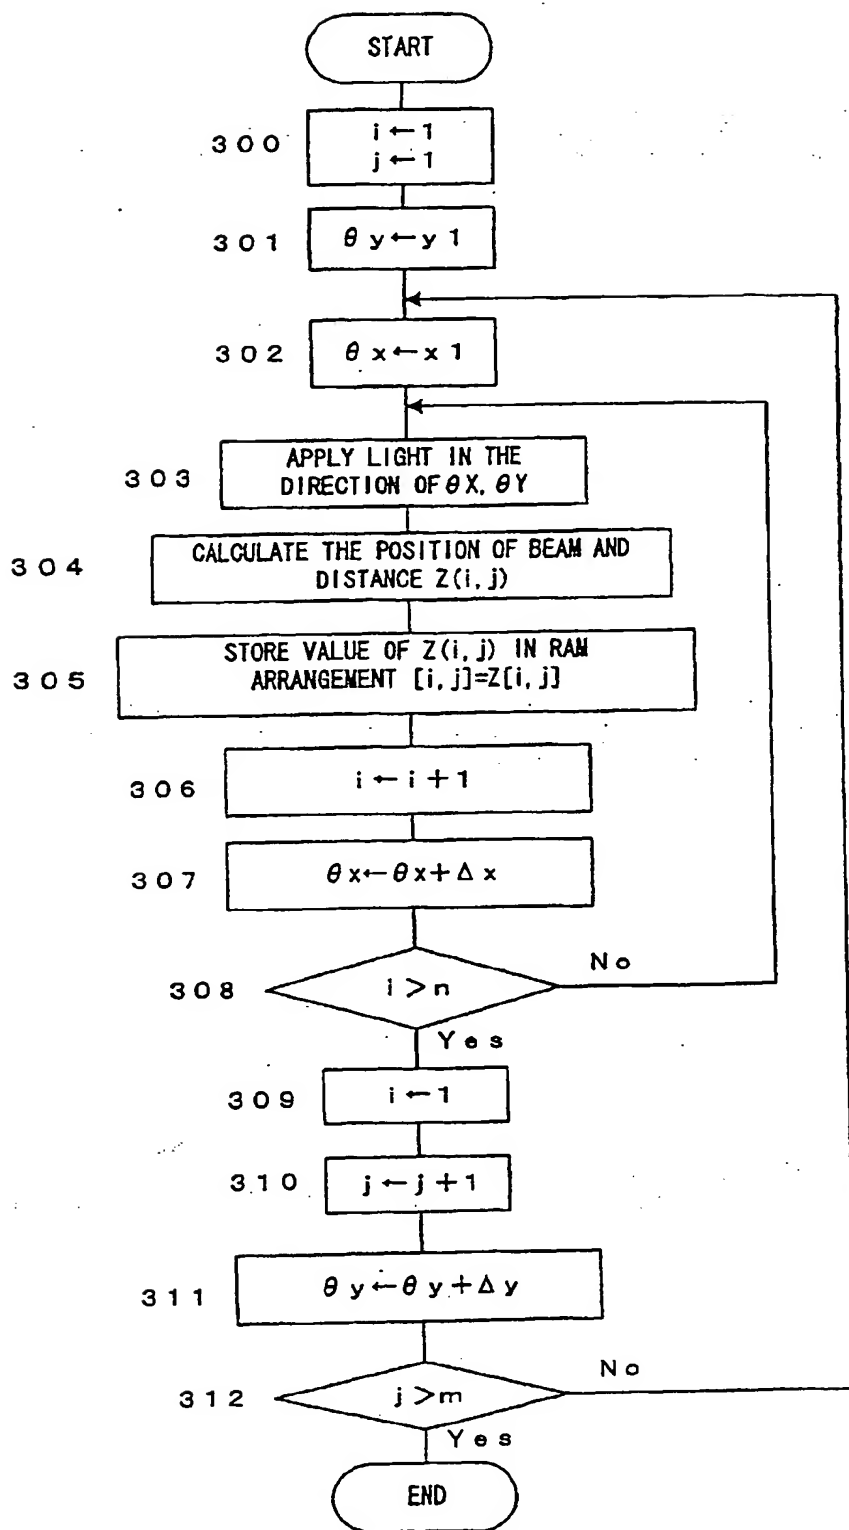 START
300
i ← 1
j ← 1
301
θ y ← y 1
302
θ x ← x 1
303
APPLY LIGHT IN THE
DIRECTION OF θX, θY
304
CALCULATE THE POSITION OF BEAM AND
DISTANCE Z(i, j)
305
STORE VALUE OF Z(i, j) IN RAM
ARRANGEMENT [i, j]=Z[i, j]
306
i ← i + 1
307
θ x ← θ x + Δ x
308
i > n
No
Yes
309
i ← 1
310
j ← j + 1
311
θ y ← θ y + Δ y
312
j > m
No
Yes
END